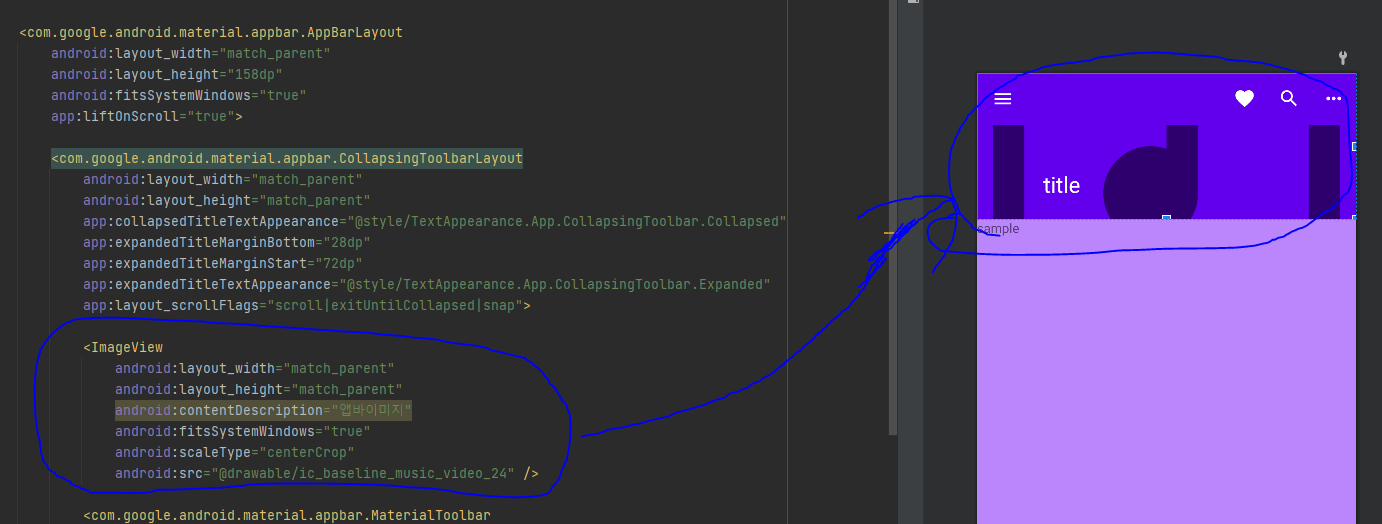 <com.google.android.material.appbar.AppBarLayout
android:layout_width="match_parent"
android:layout_height="158dp"
android:fitsSystemWindows="true"
app:liftOnScroll="true">
<com.google.android.material.appbar.CollapsingToolbarLayout
android:layout_width="match_parent"
android:layout_height="match_parent"
app:collapsedTitleTextAppearance="@style/TextAppearance.App.CollapsingToolbar.Collapsed"
app:expandedTitleMarginBottom="28dp"
app:expandedTitleMarginStart="72dp"
app:expandedTitleTextAppearance="@style/TextAppearance.App.CollapsingToolbar.Expanded"
app:layout_scrollFlags="scroll|exitUntilCollapsed|snap">
<ImageView
android:layout_width="match_parent"
android:layout_height="match_parent"
android:contentDescription="앱바이미지"
android:fitsSystemWindows="true"
android:scaleType="centerCrop"
android:src="@drawable/ic_baseline_music_video_24" />
<com.google.android.material.appbar.MaterialToolbar
title
sample